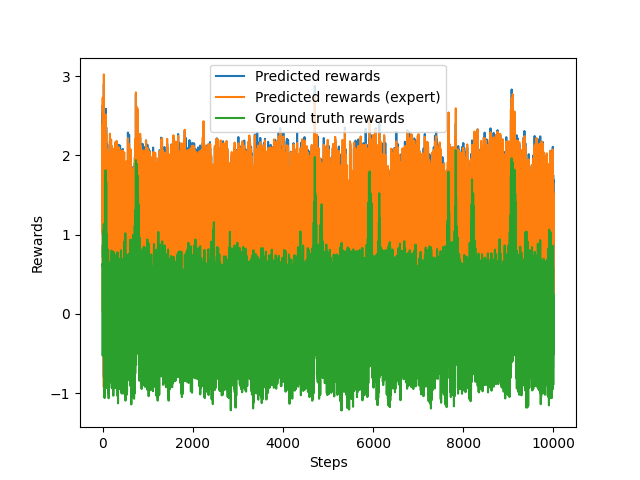 Predicted rewards
Predicted rewards (expert)
Ground truth rewards
3
2
1
0
−1
Rewards
0
2000
4000
6000
8000
10000
Steps